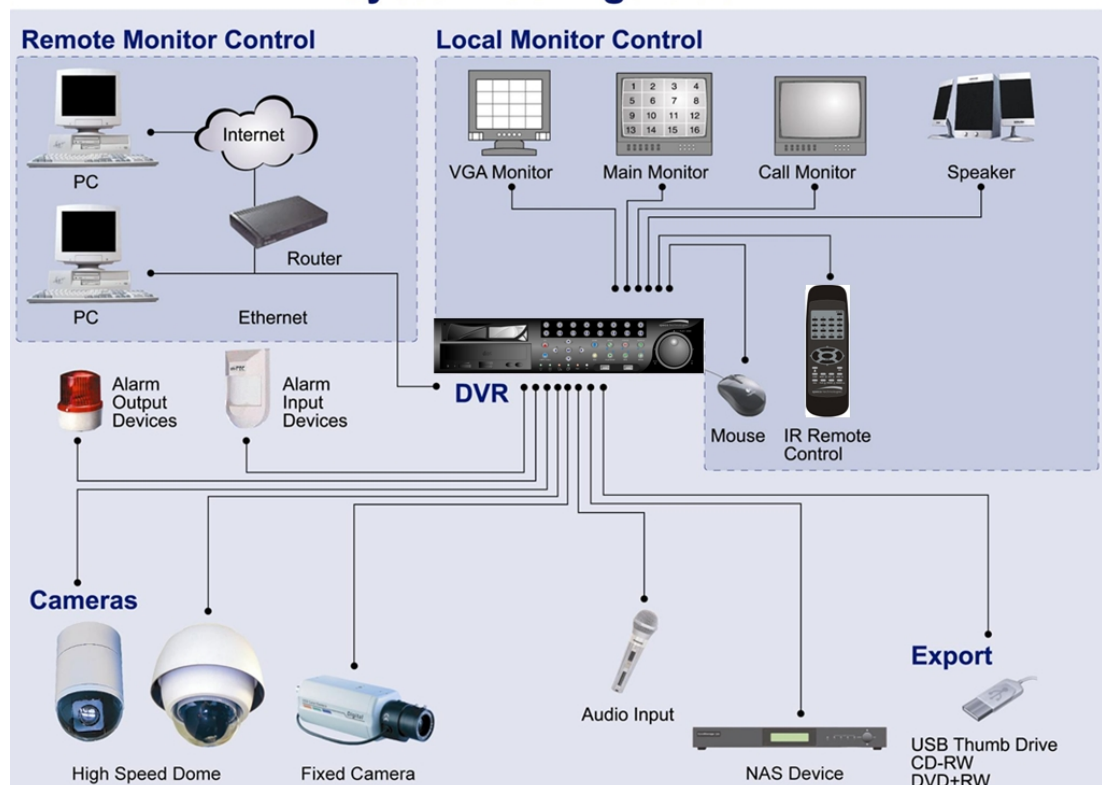 Remote Monitor Control
Local Monitor Control
PC
Internet
Router
PC
Ethernet
1 2 3 4
5 6 7 8
9 10 11 12
13 14 15 16
VGA Monitor
Main Monitor
Call Monitor
Speaker
DVR
Mouse
IR Remote
Control
Alarm
Output
Devices
Alarm
Input
Devices
Cameras
High Speed Dome
Fixed Camera
Audio Input
NAS Device
Export
USB Thumb Drive
CD-RW
DVD+RW